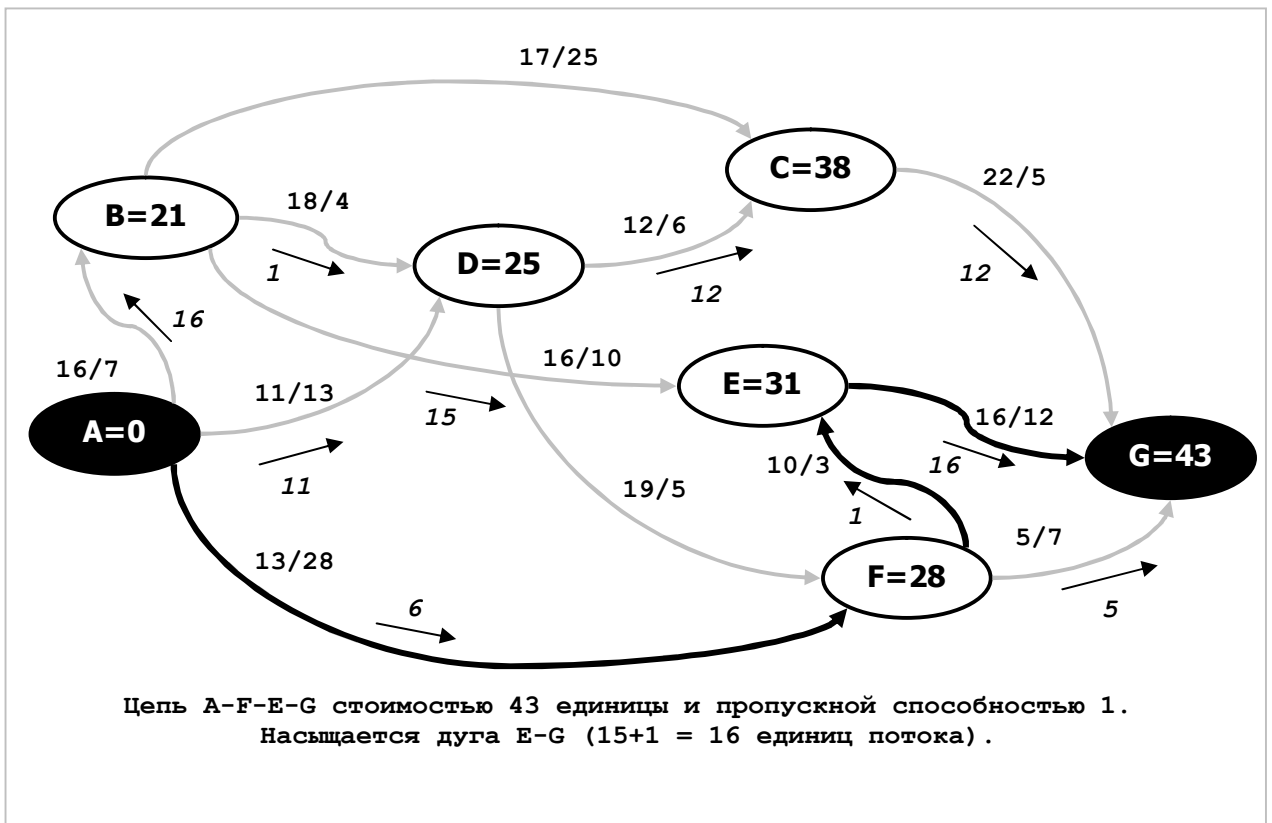 17/25
C=38
22/5
B=21
18/4
12/6
D=25
1
12
12
16
16/7
16/10
E=31
11/13
15
16/12
A=0
G=43
10/3
16
11
19/5
1
5/7
13/28
F=28
6
5
Цепь A-F-E-G стоимостью 43 единицы и пропускной способностью 1.
Насыщается дуга E-G (15+1 = 16 единиц потока).